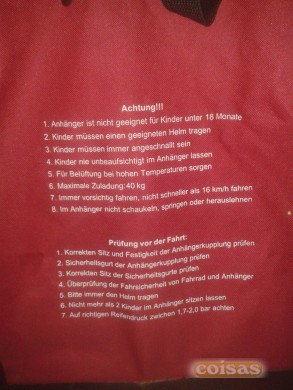 Achtung!!!
1. Anhänger ist nicht geeignet für Kinder unter 18 Monate
2. Kinder müssen einen geeigneten Helm tragen
3. Kinder müssen immer angeschnallt sein
4. Kinder nie unbeaufsichtigt im Anhänger lassen
5. Für Belüftung bei hohen Temperaturen sorgen
6. Maximale Zuladung: 40 kg
7. Immer vorsichtig fahren, nicht schneller als 16 km/h fahren
8. Im Anhänger nicht schaukeln, springen oder herauslehnen
Prüfung vor der Fahrt:
1. Korrekten Sitz und Festigkeit der Anhängerkupplung prüfen
2. Sicherheitsgurt der Anhängerkupplung prüfen
3. Korrekten Sitz der Sicherheitsgurte prüfen
4. Überprüfung der Fahrsicherheit von Fahrrad und Anhänger
5. Bitte immer den Helm tragen
6. Nicht mehr als 2 Kinder im Anhänger sitzen lassen
7. Auf richtigen Reifendruck zwichen 1,7-2,0 bar achten
coisas